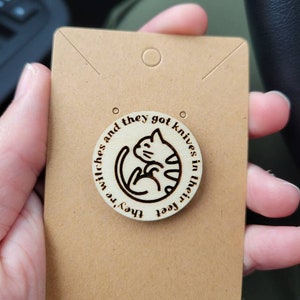 they're witches and they got knives in their feet